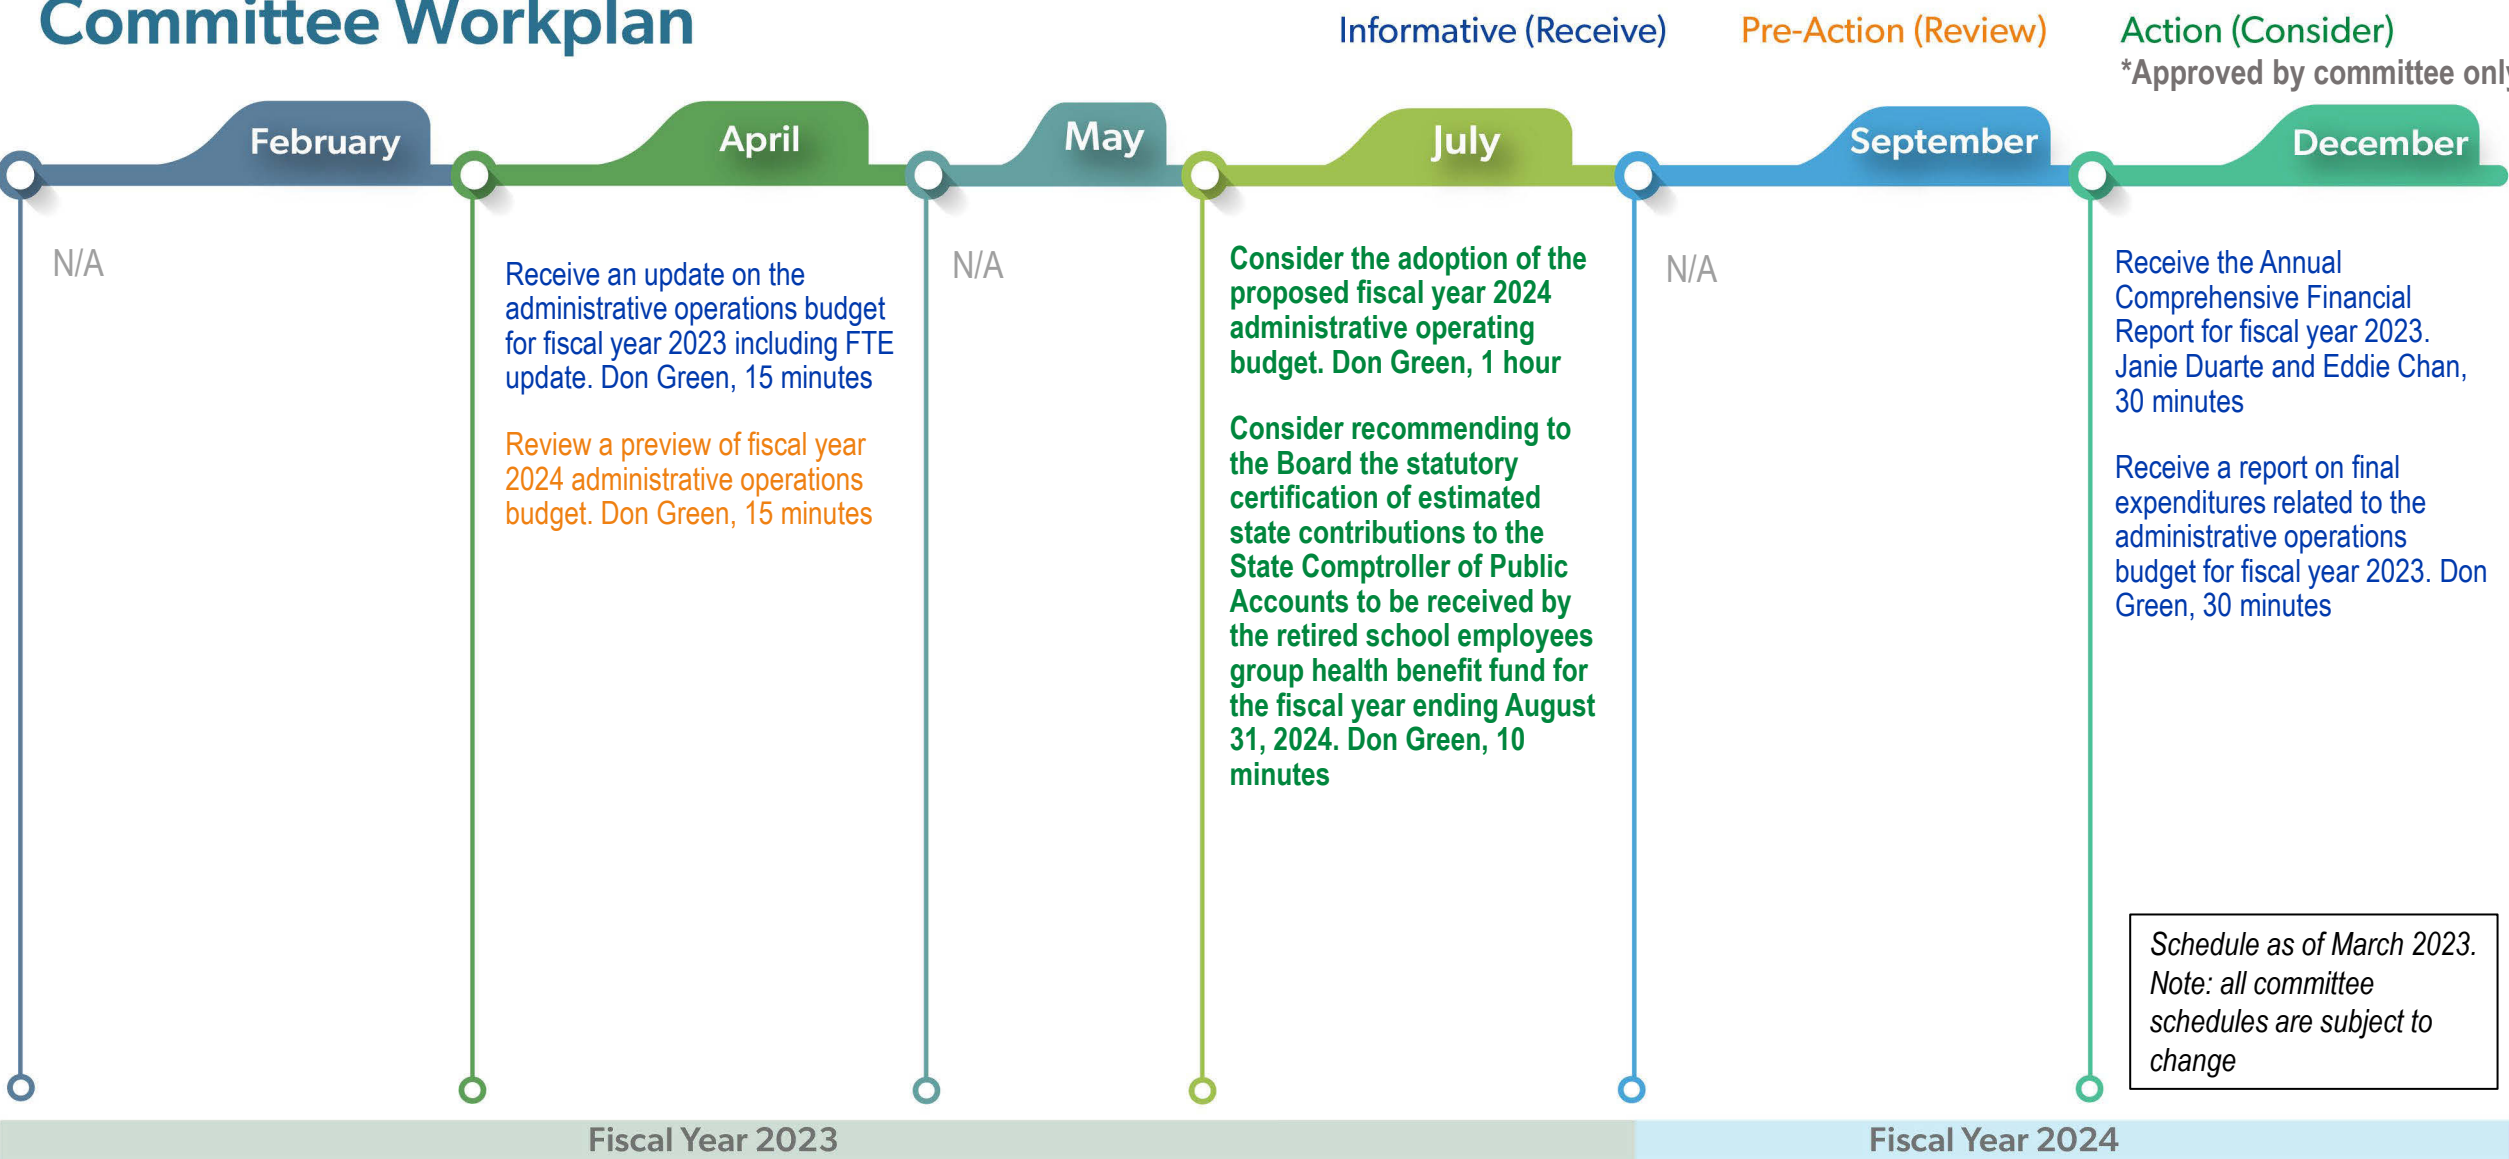 Committee Workplan
Informative (Receive)
Pre-Action (Review)
Action (Consider)
*Approved by committee only
February
April
May
July
September
December
N/A
Receive an update on the
administrative operations budget
for fiscal year 2023 including FTE
update. Don Green, 15 minutes
Review a preview of fiscal year
2024 administrative operations
budget. Don Green, 15 minutes
N/A
Consider the adoption of the
proposed fiscal year 2024
administrative operating
budget. Don Green, 1 hour
Consider recommending to
the Board the statutory
certification of estimated
state contributions to the
State Comptroller of Public
Accounts to be received by
the retired school employees
group health benefit fund for
the fiscal year ending August
31, 2024. Don Green, 10
minutes
N/A
Receive the Annual
Comprehensive Financial
Report for fiscal year 2023.
Janie Duarte and Eddie Chan,
30 minutes
Receive a report on final
expenditures related to the
administrative operations
budget for fiscal year 2023. Don
Green, 30 minutes
Schedule as of March 2023.
Note: all committee
schedules are subject to
change
Fiscal Year 2023
Fiscal Year 2024